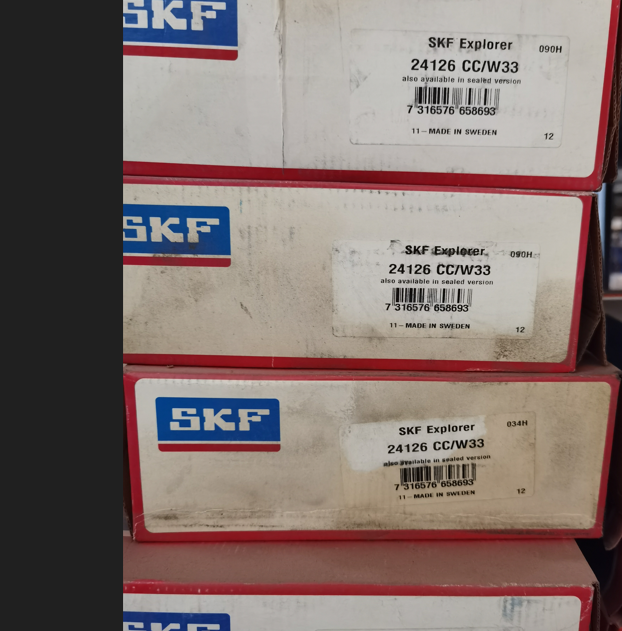 SKF
SKF Explorer
090H
24126 CC/W33
also available in sealed version
7 316576 658693
11 – MADE IN SWEDEN
12
SKF
SKF Explorer
090H
24126 CC/W33
also available in sealed version
7 316576 658693
11 – MADE IN SWEDEN
12
SKF
SKF Explorer
034H
24126 CC/W33
also available in sealed version
7 316576 658693
11 – MADE IN SWEDEN
12
SKF